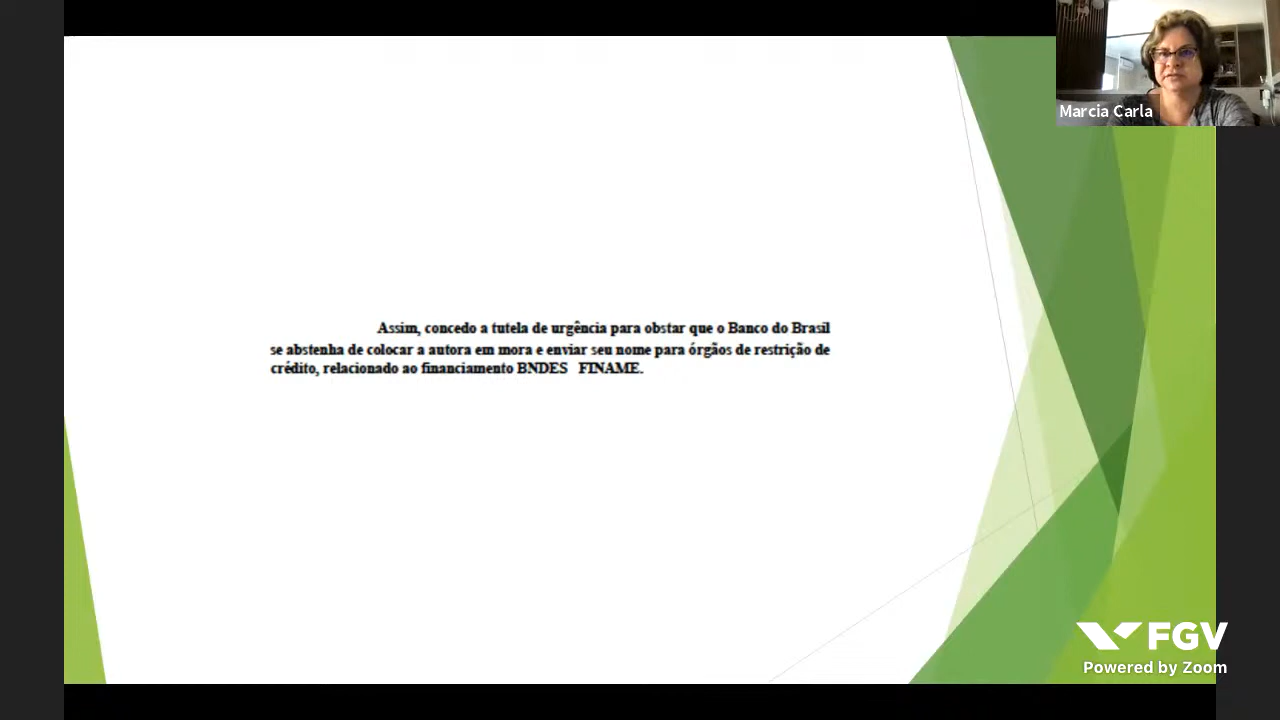 Marcia Carla
Assim, concedo a tutela de urgência para obstar que o Banco do Brasil
se abstenha de colocar a autora em mora e enviar seu nome para órgãos de restrição de
crédito, relacionado ao financiamento BNDES FINAME.
FGV
Powered by Zoom